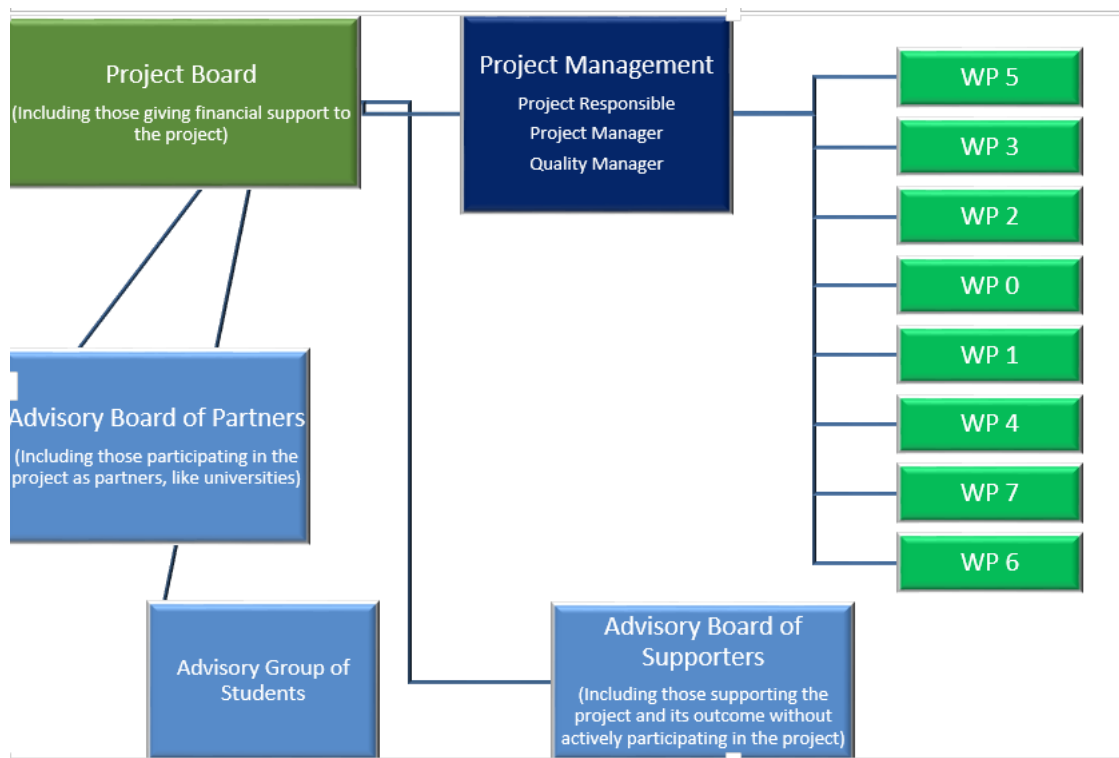 Project Board
(Including those giving financial support to
the project)
Project Management
Project Responsible
Project Manager
Quality Manager
WP 5
WP 3
WP 2
WP 0
WP 1
WP 4
WP 7
WP 6
Advisory Board of Partners
(Including those participating in the
project as partners, like universities)
Advisory Group of
Students
Advisory Board of
Supporters
(Including those supporting the
project and its outcome without
actively participating in the project)